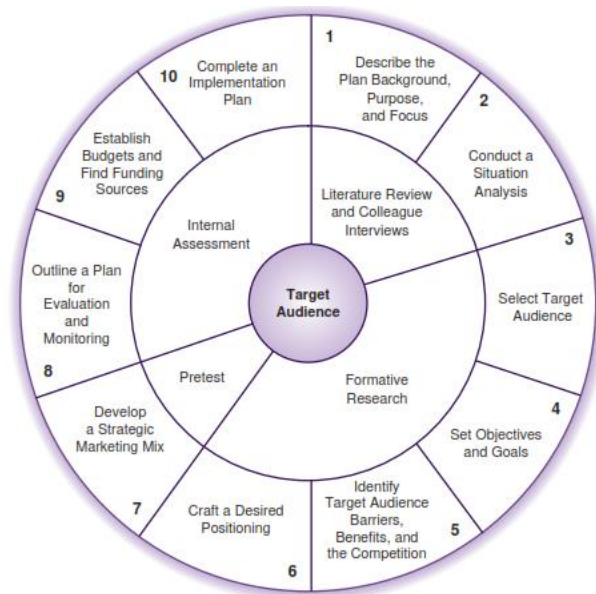 1
Describe the
Plan Background,
Purpose,
and Focus
2
Conduct a
Situation
Analysis
3
Select Target
Audience
4
Set Objectives
and Goals
5
Identify
Target Audience
Barriers,
Benefits, and
the Competition
6
Craft a Desired
Positioning
7
Develop
a Strategic
Marketing Mix
8
Outline a Plan
for
Evaluation
and
Monitoring
9
Establish
Budgets and
Find Funding
Sources
10
Complete an
Implementation
Plan
Literature Review
and Colleague
Interviews
Formative
Research
Pretest
Internal
Assessment
Target
Audience